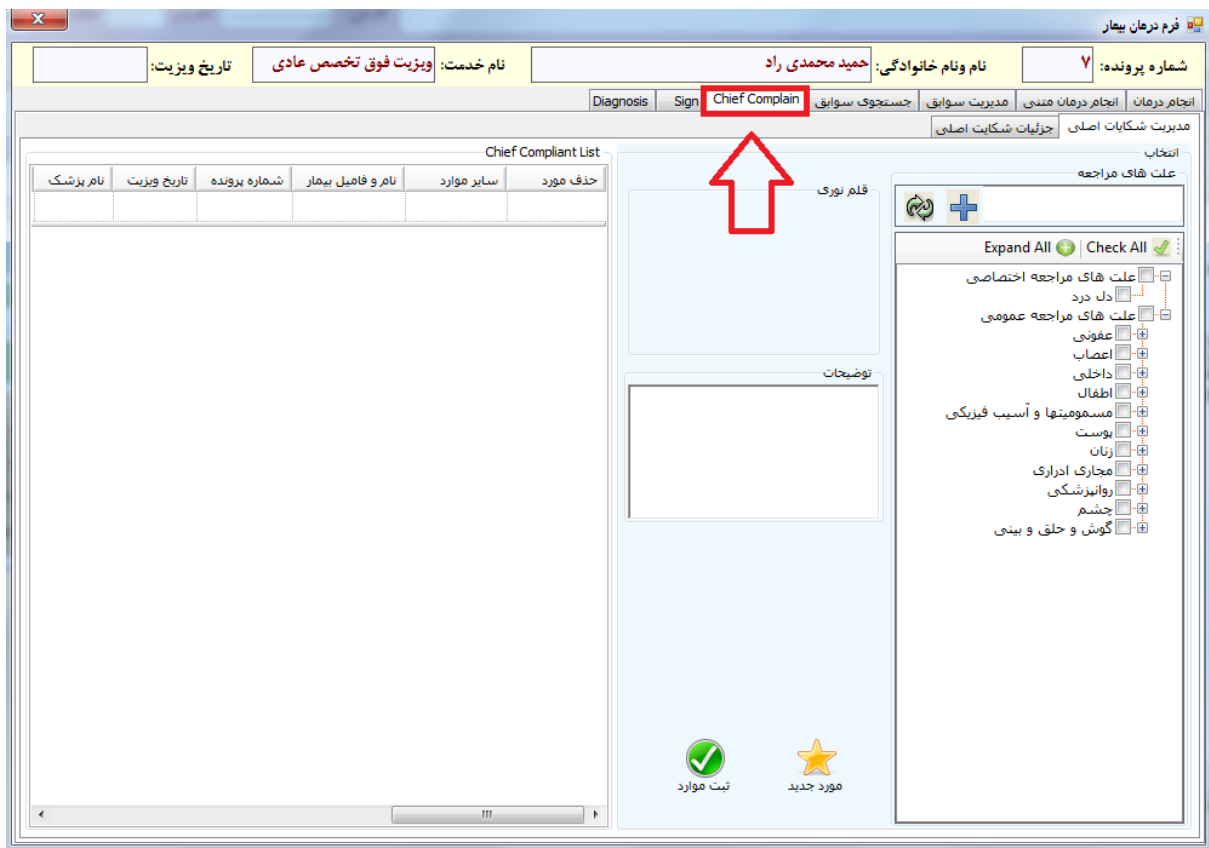 فرم درمان بیمار
شماره پرونده: ۷ نام ونام خانوادگی: حمید محمدی راد نام خدمت: ویزیت فوق تخصص عادی تاریخ ویزیت:
انجام درمان انجام درمان متنی مدیریت سوابق جستجوی سوابق Chief Complain Sign Diagnosis
مدیریت شکایات اصلی جزئیات شکایت اصلی
انتخاب
علت های مراجعه
Expand All Check All
علت های مراجعه اختصاصی
دل درد
علت های مراجعه عمومی
عفونی
اعصاب
داخلی
اطفال
مسمومیتها و آسیب فیزیکی
پوست
زنان
مجاری ادراری
روانپزشکی
چشم
گوش و حلق و بینی
قلم نوری
توضیحات
مورد جدید ثبت موارد
Chief Compliant List
حذف مورد سایر موارد نام و فامیل بیمار شماره پرونده تاریخ ویزیت نام پزشک